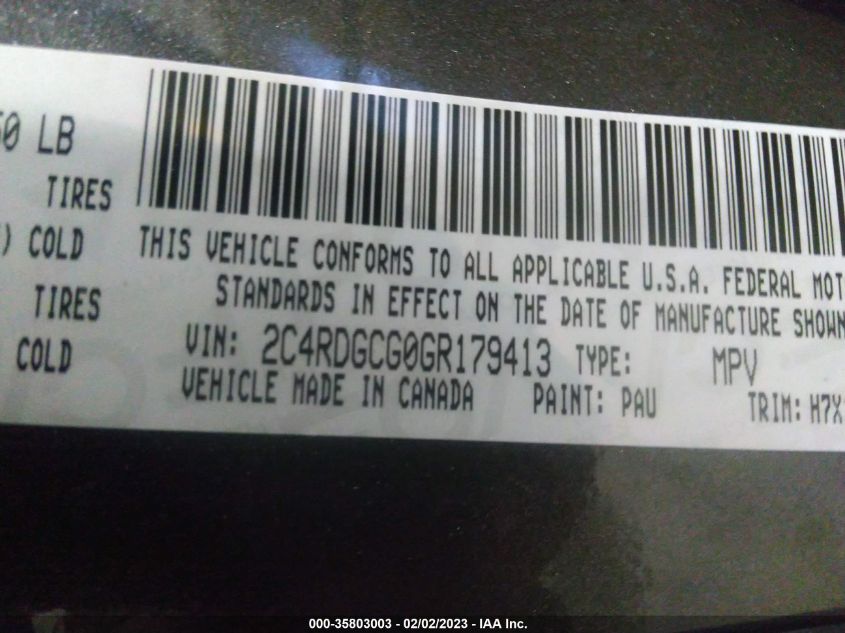 50 LB
TIRES
) COLD
TIRES
COLD
THIS VEHICLE CONFORMS TO ALL APPLICABLE U.S.A. FEDERAL MOT
STANDARDS IN EFFECT ON THE DATE OF MANUFACTURE SHOWN
VIN: 2C4RDGCG0GR179413 TYPE: MPV
VEHICLE MADE IN CANADA PAINT: PAU TRIM: H7X
000-35803003 - 02/02/2023 - IAA Inc.